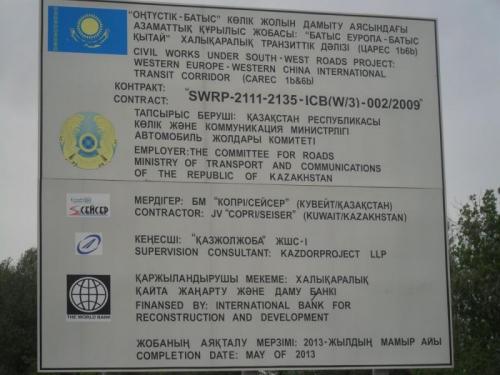 "ОҢТҮСТІК-БАТЫС" КӨЛІК ЖОЛЫН ДАМЫТУ АЯСЫНДАҒЫ
АЗАМАТТЫҚ ҚҰРЫЛЫС ЖОБАСЫ: "БАТЫС ЕУРОПА-БАТЫС
ҚЫТАЙ" ХАЛЫҚАРАЛЫҚ ТРАНЗИТТІК ДӘЛІЗІ (ЦАРЕС 1b6b)
CIVIL WORKS UNDER SOUTH-WEST ROADS PROJECT:
WESTERN EUROPE-WESTERN CHINA INTERNATIONAL
TRANSIT CORRIDOR (CAREC 1b&6b)
КОНТРАКТ:
CONTRACT: "SWRP-2111-2135-ICB(W/3)-002/2009"
ТАПСЫРЫС БЕРУШІ: ҚАЗАҚСТАН РЕСПУБЛИКАСЫ
КӨЛІК ЖӘНЕ КОММУНИКАЦИЯ МИНИСТРЛІГІ
АВТОМОБИЛЬ ЖОЛДАРЫ КОМИТЕТІ
EMPLOYER:THE COMMITTEE FOR ROADS
MINISTRY OF TRANSPORT AND COMMUNICATIONS
OF THE REPUBLIC OF KAZAKHSTAN
СЕЙСЕР
МЕРДІГЕР: БМ "КОПРІ/СЕЙСЕР" (КУВЕЙТ/ҚАЗАҚСТАН)
CONTRACTOR: JV "COPRI/SEISER" (KUWAIT/KAZAKHSTAN)
КЕҢЕСШІ: "ҚАЗЖОЛЖОБА" ЖШС-І
SUPERVISION CONSULTANT: KAZDORPROJECT LLP
THE WORLD BANK
ҚАРЖЫЛАНДЫРУШЫ МЕКЕМЕ: ХАЛЫҚАРАЛЫҚ
ҚАЙТА ЖАҢАРТУ ЖӘНЕ ДАМУ БАНКІ
FINANSED BY: INTERNATIONAL BANK FOR
RECONSTRUCTION AND DEVELOPMENT
ЖОБАНЫҢ АЯҚТАЛУ МЕРЗІМІ: 2013-ЖЫЛДЫҢ МАМЫР АЙЫ
COMPLETION DATE: MAY OF 2013